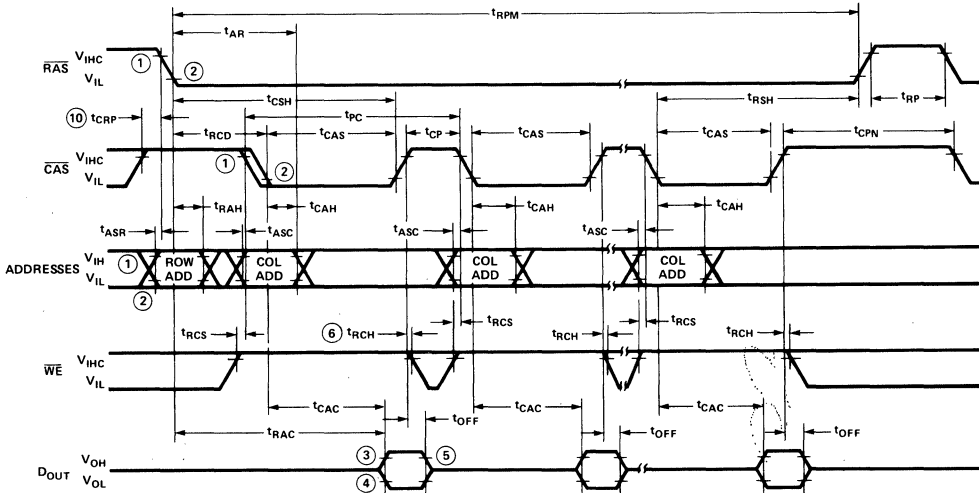 tRPM
tAR
RAS VIHC ① ②
VIL
tCSH tRSH tRP
tPC
⑩ tCRP tRCD tCAS tCP tCAS tCAS tCPN
CAS VIHC ① ②
VIL
tRAH tCAH tCAH tCAH
tASR tASC tASC tASC
ADDRESSES ① VIH ROW ADD COL ADD COL ADD COL ADD
② VIL
tRCS ⑥ tRCH tRCS tRCH tRCS tRCH
WE VIHC
VIL
tCAC tOFF tCAC tOFF tCAC tOFF
tRAC
DOUT VOH ③ ⑤
VOL ④